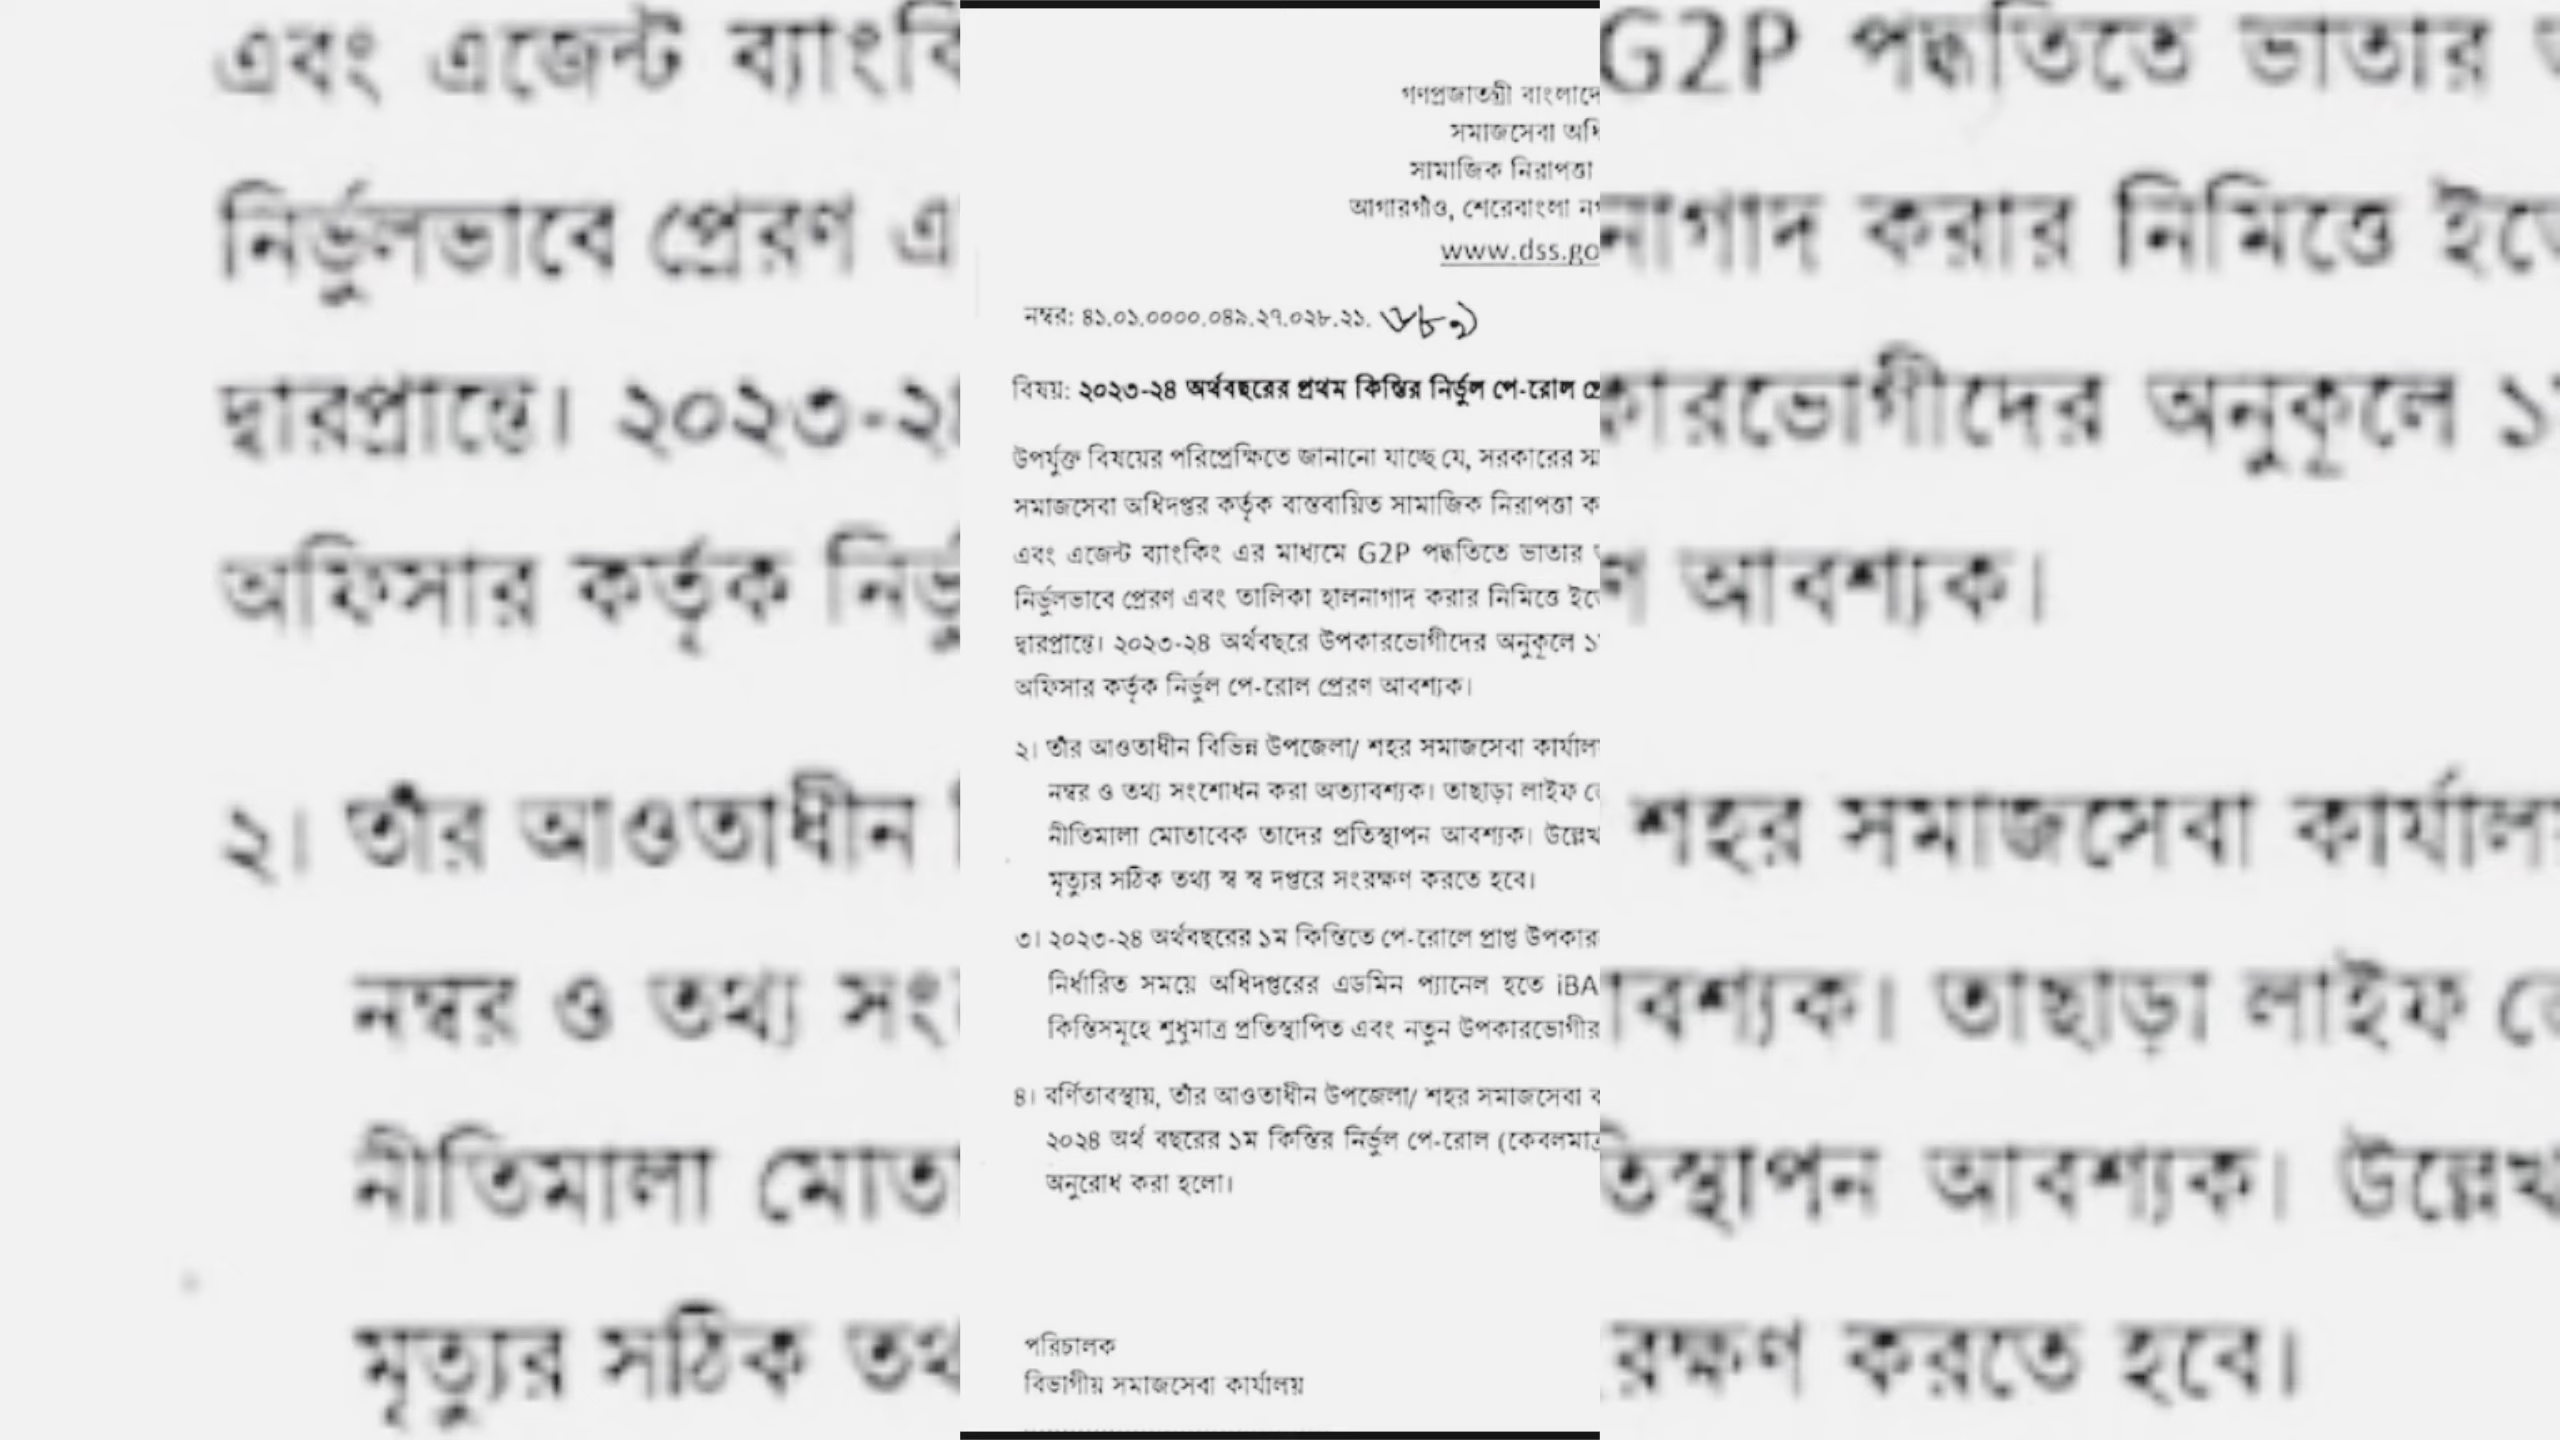 গণপ্রজাতন্ত্রী
সমাজসেবা
সামাজিক নিরাপত্তা
আগারগাঁও, শেরেবাংলা
www.dss.go
নম্বর: ৪১.০১.০০০০.০৪৯.২৭.০২৮.২১.
বিষয়: ২০২৩-২৪ অর্থবছরের প্রথম কিস্তির নির্ভুল পে-রোল
উপর্যুক্ত বিষয়ের পরিপ্রেক্ষিতে জানানো যাচ্ছে যে, সরকারের
সমাজসেবা অধিদপ্তর কর্তৃক বাস্তবায়িত সামাজিক নিরাপত্তা
এবং এজেন্ট ব্যাংকিং এর মাধ্যমে G2P পদ্ধতিতে ভাতার
নির্ভুলভাবে প্রেরণ এবং তালিকা হালনাগাদ করার নিমিত্তে
দ্বারপ্রান্তে। ২০২৩-২৪ অর্থবছরে উপকারভোগীদের অনুকূলে
অফিসার কর্তৃক নির্ভুল পে-রোল প্রেরণ আবশ্যক।
২। তাঁর আওতাধীন বিভিন্ন উপজেলা/ শহর সমাজসেবা
নম্বর ও তথ্য সংশোধন করা অত্যাবশ্যক। তাছাড়া লাইফ
নীতিমালা মোতাবেক তাদের প্রতিস্থাপন আবশ্যক।
মৃত্যুর সঠিক তথ্য স্ব স্ব দপ্তরে সংরক্ষণ করতে হবে।
৩। ২০২৩-২৪ অর্থবছরের ১ম কিস্তিতে পে-রোলে প্রাপ্ত
নির্ধারিত সময়ে অধিদপ্তরের এডমিন প্যানেল হতে iBA
কিস্তিসমূহে শুধুমাত্র প্রতিস্থাপিত এবং নতুন উপকারভোগীর
৪। বর্ণিতাবস্থায়, তাঁর আওতাধীন উপজেলা/ শহর সমাজসেবা
২০২৪ অর্থ বছরের ১ম কিস্তির নির্ভুল পে-রোল (কেবলমাত্র
অনুরোধ করা হলো।
পরিচালক
বিভাগীয় সমাজসেবা কার্যালয়